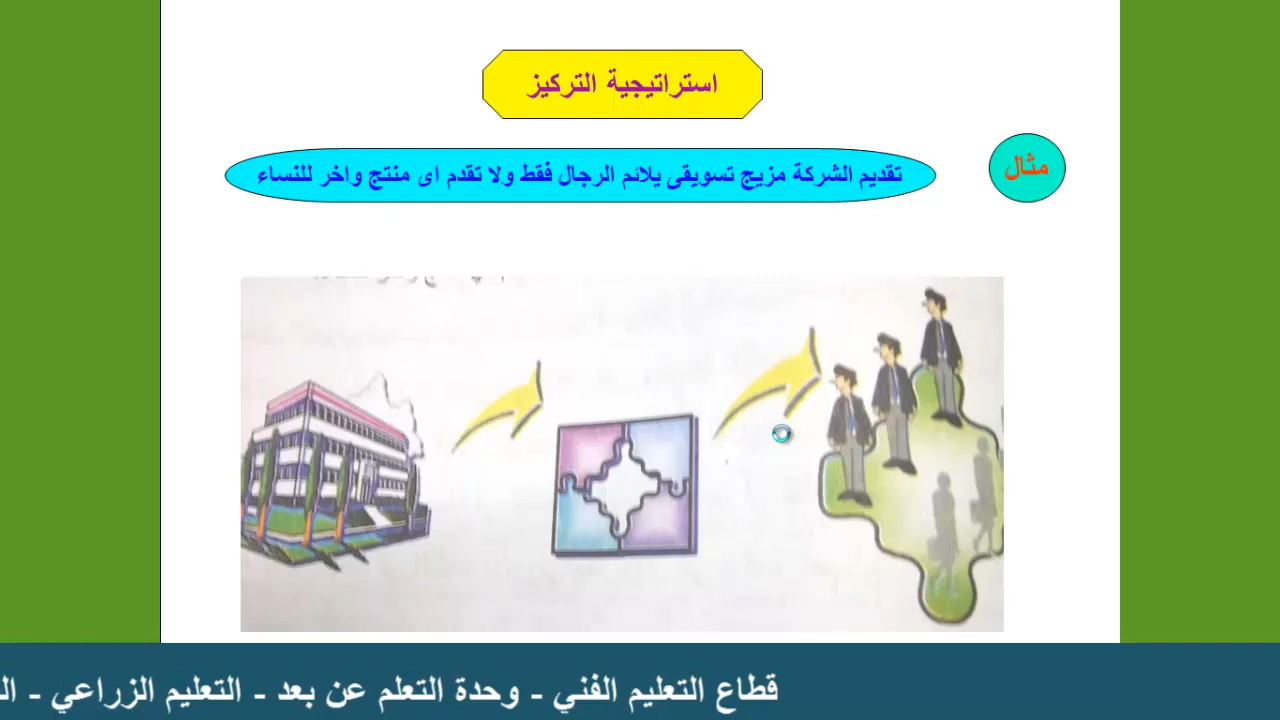 استراتيجية التركيز
مثال
تقديم الشركة مزيج تسويقى يلائم الرجال فقط ولا تقدم اى منتج واخر للنساء
قطاع التعليم الفني - وحدة التعلم عن بعد - التعليم الزراعي - ال